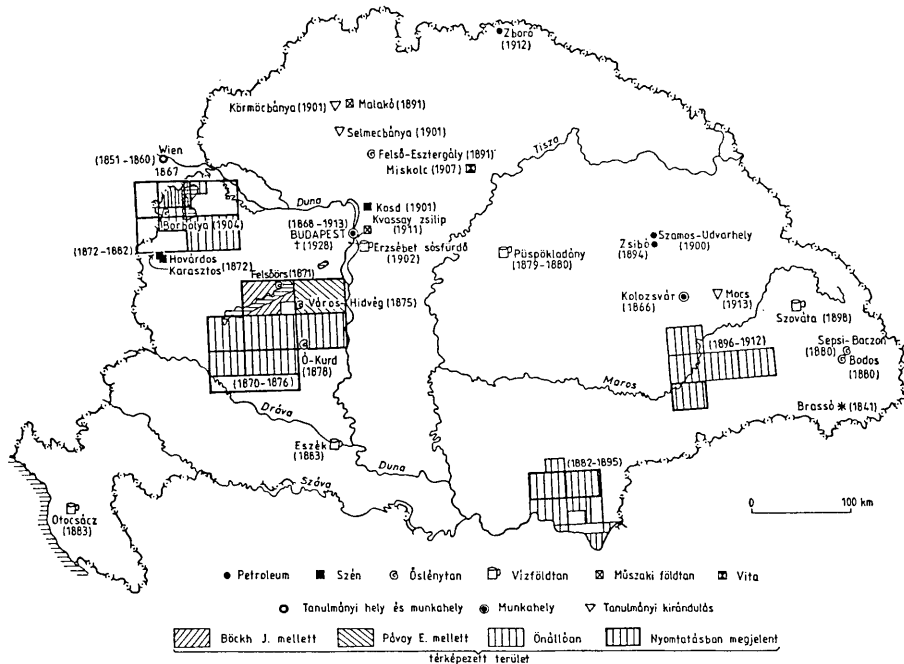 Zboró
(1912)
Körmöcbánya (1901)
Malakó (1891)
Selmecbánya (1901)
Felső-Esztergály (1891)
Miskolc
(1907)
Tisza
Wien
(1851-1860)
1867
Duna
Kosd (1901)
Kvassay zsilip
(1911)
(1868-1913)
BUDAPEST
† (1928)
Erzsébet sósfürdő
(1902)
Borbolya (1904)
(1872-1882)
Hovárdos
Karasztos (1872)
Püspökladány
(1879-1880)
Szamos-Udvarhely
(1900)
Zsibó
(1894)
Felsőörs (1871)
Város-Hidvég (1875)
Kolozsvár
(1866)
Mocs
(1913)
Szováta (1898)
Ó-Kurd
(1878)
(1870-1876)
(1896-1912)
Sepsi-Baczon
(1880)
Bodos
(1880)
Maros
Brassó (1841)
Dráva
Eszék
(1883)
Duna
Száva
(1882-1895)
Otocsácz
(1883)
0 100 km
Petroleum Szén Őslénytan Vízföldtan Műszaki földtan Vita
Tanulmányi hely és munkahely Munkahely Tanulmányi kirándulás
Böckh J. mellett Pávay E. mellett Önállóan Nyomtatásban megjelent
térképezett terület